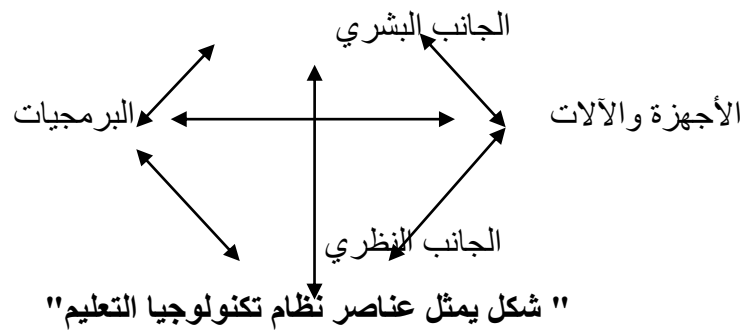 الجانب البشري
الأجهزة والآلات
البرمجيات
الجانب النظري
" شكل يمثل عناصر نظام تكنولوجيا التعليم"